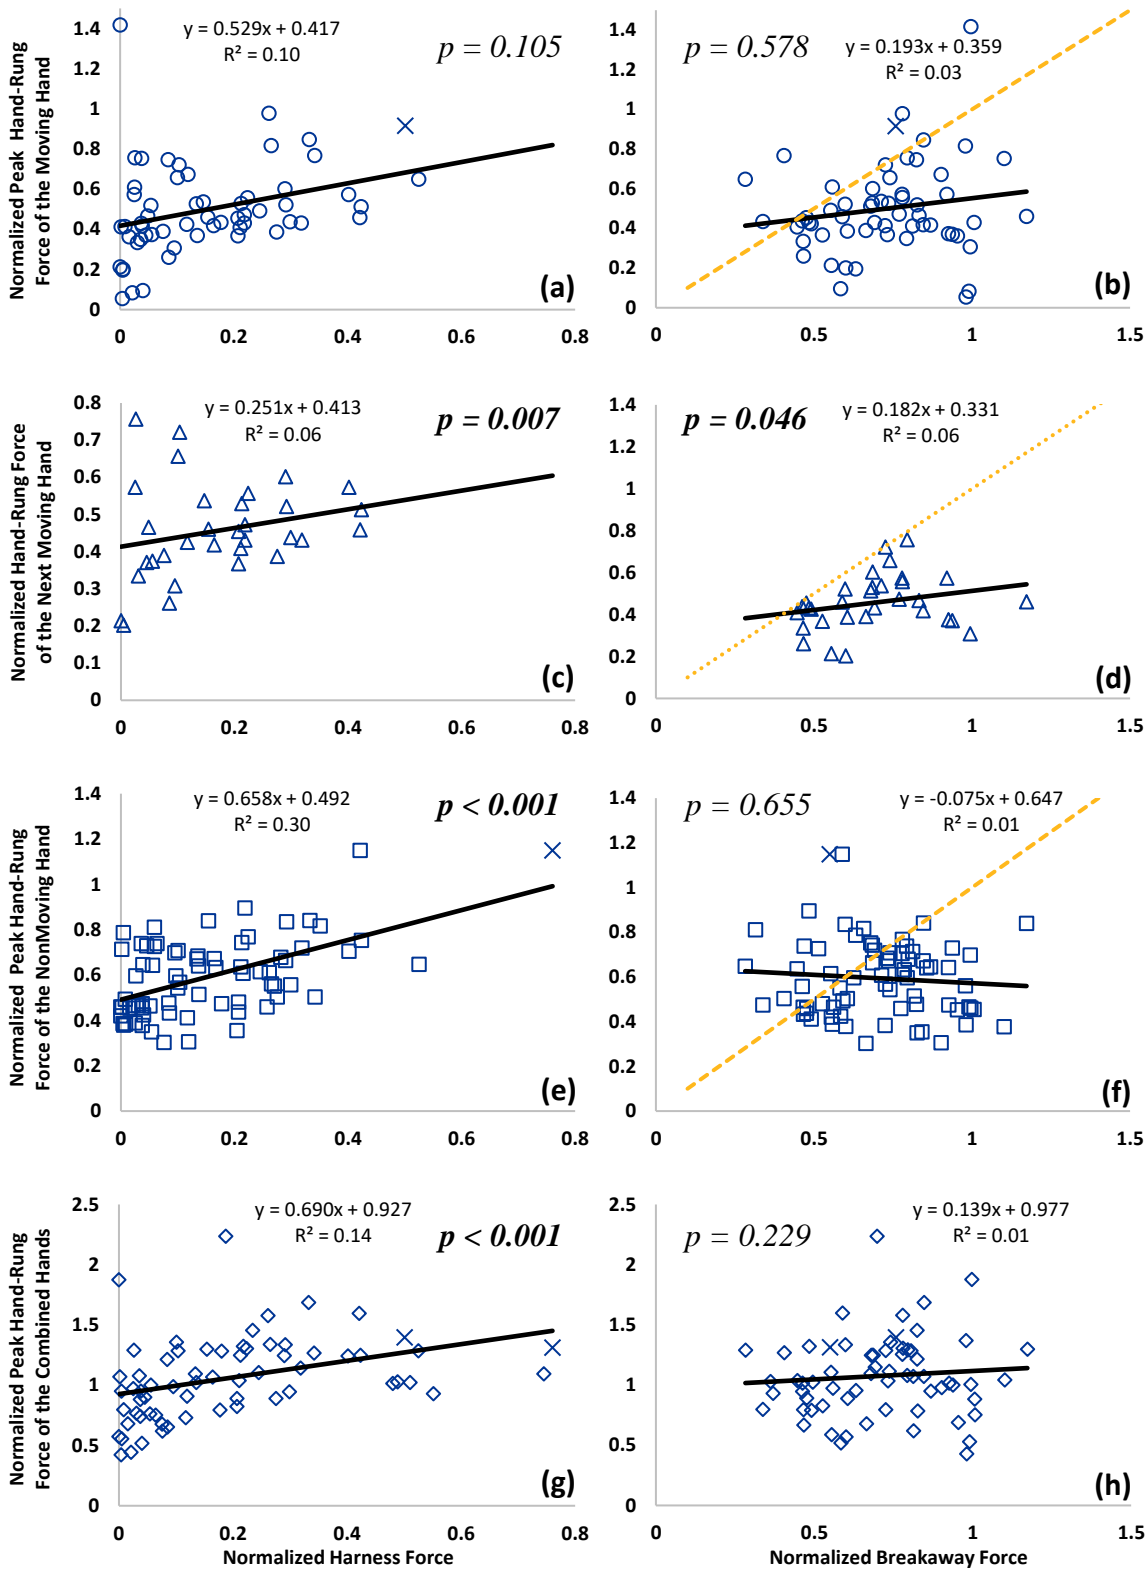 Normalized Peak Hand-Rung
Force of the Moving Hand
1.4
1.2
1
0.8
0.6
0.4
0.2
0
y = 0.529x + 0.417
R² = 0.10
p = 0.105
(a)
0 0.2 0.4 0.6 0.8
1.4
1.2
1
0.8
0.6
0.4
0.2
0
p = 0.578
y = 0.193x + 0.359
R² = 0.03
(b)
0 0.5 1 1.5
Normalized Hand-Rung Force
of the Next Moving Hand
0.8
0.7
0.6
0.5
0.4
0.3
0.2
0.1
0
y = 0.251x + 0.413
R² = 0.06
p = 0.007
(c)
0 0.2 0.4 0.6 0.8
1.4
1.2
1
0.8
0.6
0.4
0.2
0
p = 0.046
y = 0.182x + 0.331
R² = 0.06
(d)
0 0.5 1 1.5
Normalized Peak Hand-Rung
Force of the NonMoving Hand
1.4
1.2
1
0.8
0.6
0.4
0.2
0
y = 0.658x + 0.492
R² = 0.30
p < 0.001
(e)
0 0.2 0.4 0.6 0.8
1.4
1.2
1
0.8
0.6
0.4
0.2
0
p = 0.655
y = -0.075x + 0.647
R² = 0.01
(f)
0 0.5 1 1.5
Normalized Peak Hand-Rung
Force of the Combined Hands
2.5
2
1.5
1
0.5
0
y = 0.690x + 0.927
R² = 0.14
p < 0.001
(g)
0 0.2 0.4 0.6 0.8
Normalized Harness Force
2.5
2
1.5
1
0.5
0
p = 0.229
y = 0.139x + 0.977
R² = 0.01
(h)
0 0.5 1 1.5
Normalized Breakaway Force